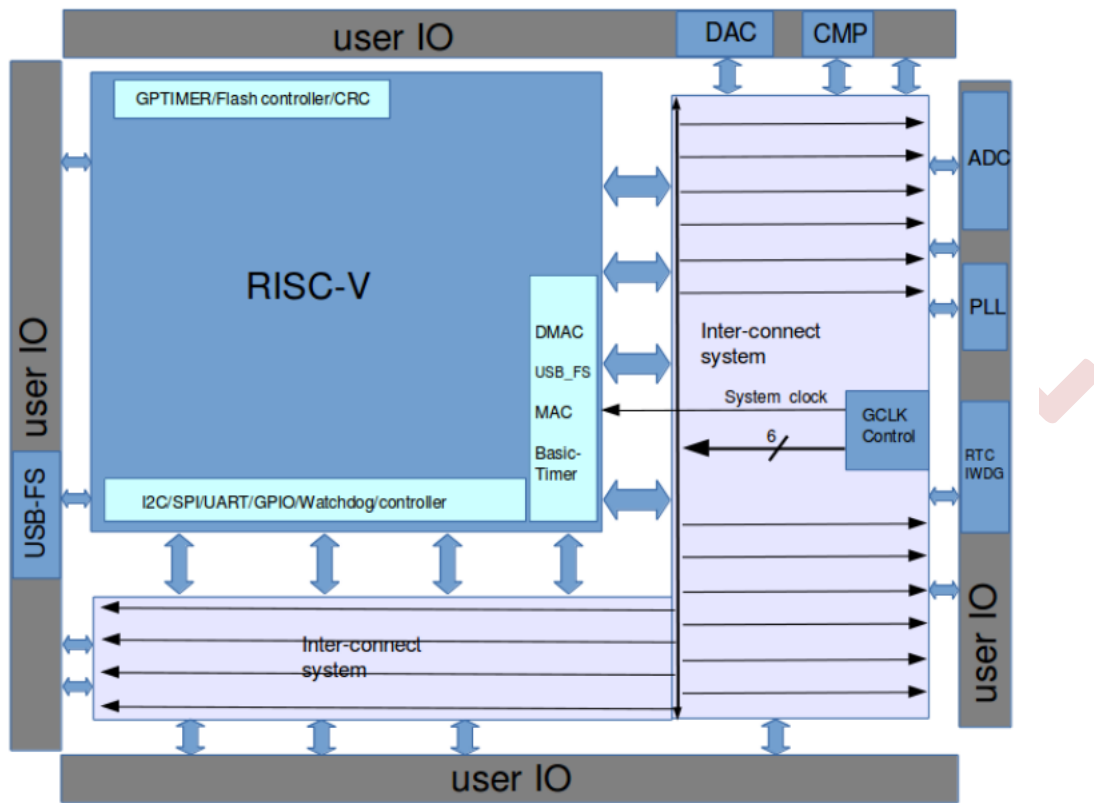 user IO
DAC
CMP
GPTIMER/Flash controller/CRC
ADC
RISC-V
PLL
DMAC
USB_FS
MAC
Basic-
Timer
Inter-connect
system
System clock
6
GCLK
Control
RTC
IWDG
user IO
USB-FS
I2C/SPI/UART/GPIO/Watchdog/controller
Inter-connect
system
user IO
user IO